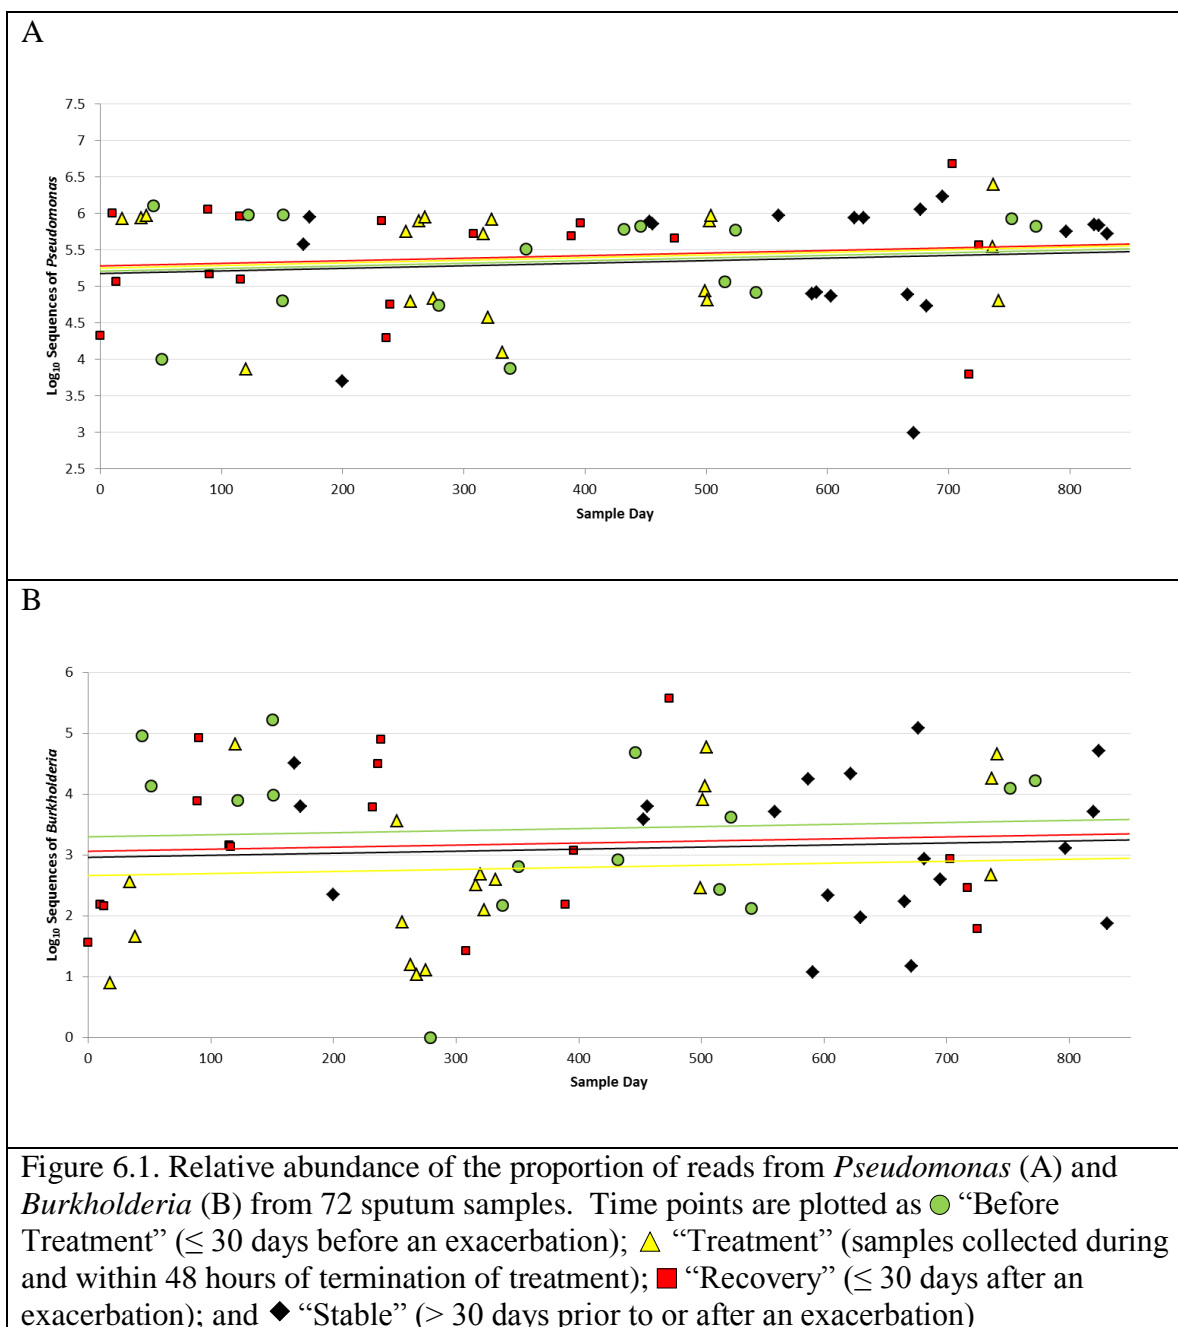 A
7.5
7
6.5
6
5.5
5
4.5
4
3.5
3
2.5
Log₁₀ Sequences of Pseudomonas
0 100 200 300 400 500 600 700 800
Sample Day
B
6
5
4
3
2
1
0
Log₁₀ Sequences of Burkholderia
0 100 200 300 400 500 600 700 800
Sample Day
Figure 6.1. Relative abundance of the proportion of reads from Pseudomonas (A) and
Burkholderia (B) from 72 sputum samples.  Time points are plotted as “Before
Treatment” (≤ 30 days before an exacerbation); “Treatment” (samples collected during
and within 48 hours of termination of treatment); “Recovery” (≤ 30 days after an
exacerbation); and “Stable” (> 30 days prior to or after an exacerbation)